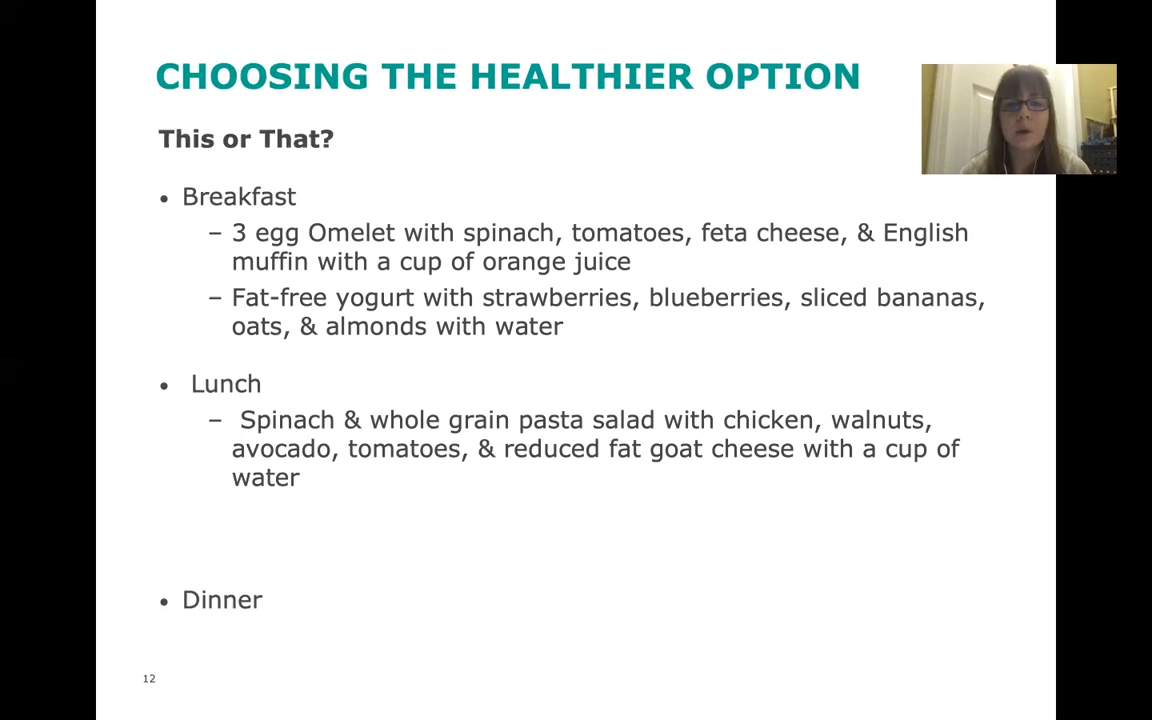 CHOOSING THE HEALTHIER OPTION
This or That?
• Breakfast
– 3 egg Omelet with spinach, tomatoes, feta cheese, & English
muffin with a cup of orange juice
– Fat-free yogurt with strawberries, blueberries, sliced bananas,
oats, & almonds with water
• Lunch
– Spinach & whole grain pasta salad with chicken, walnuts,
avocado, tomatoes, & reduced fat goat cheese with a cup of
water
• Dinner
12